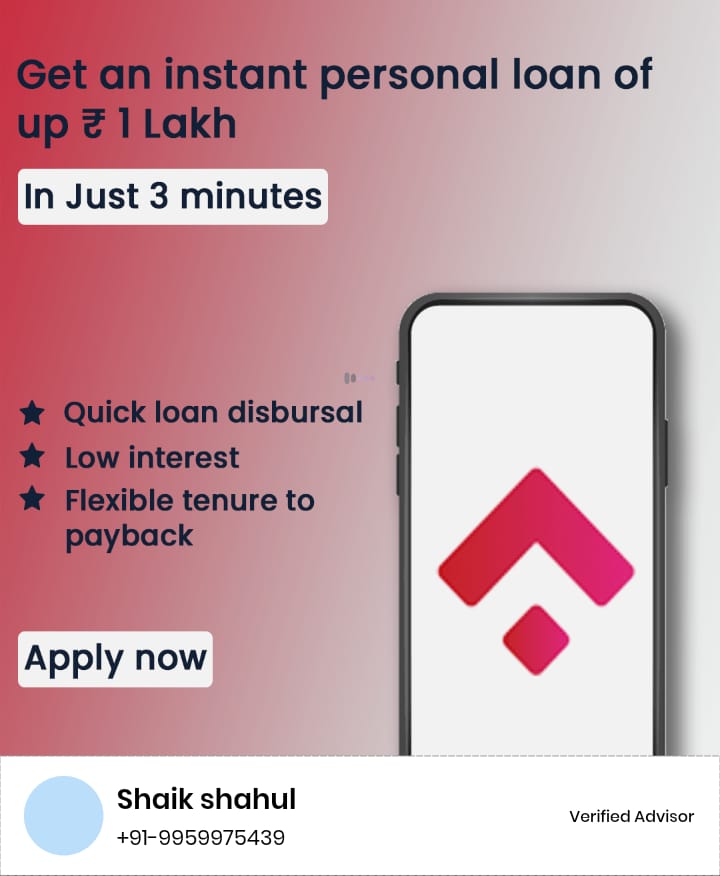 Get an instant personal loan of
up ₹ 1 Lakh
In Just 3 minutes
Quick loan disbursal
Low interest
Flexible tenure to
payback
Apply now
Shaik shahul
+91-9959975439
Verified Advisor